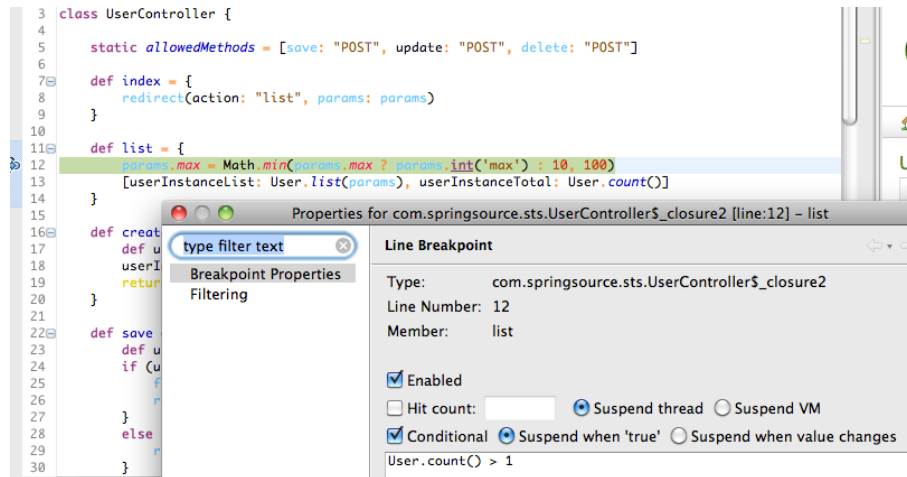 3 class UserController {
4
5 static allowedMethods = [save: "POST", update: "POST", delete: "POST"]
6
7 def index = {
8 redirect(action: "list", params: params)
9 }
10
11 def list = {
12 params.max = Math.min(params.max ? params.int('max') : 10, 100)
13 [userInstanceList: User.list(params), userInstanceTotal: User.count()]
14 }
15
16 def creat
17 def u
18 userI
19 retur
20 }
21
22 def save
23 def u
24 if (u
25 f
26 r
27 }
28 else
29 r
30 }
Properties for com.springsource.sts.UserController$_closure2 [line:12] – list
type filter text
Breakpoint Properties
Filtering
Line Breakpoint
Type: com.springsource.sts.UserController$_closure2
Line Number: 12
Member: list
Enabled
Hit count: Suspend thread Suspend VM
Conditional Suspend when 'true' Suspend when value changes
User.count() > 1